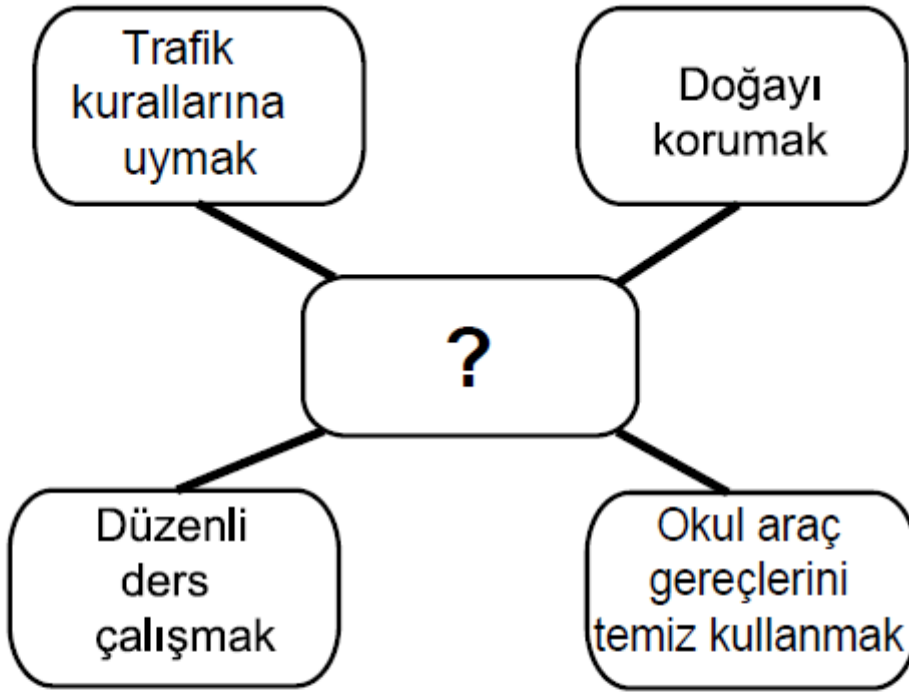 Trafik
kurallarına
uymak
Doğayı
korumak
?
Düzenli
ders
çalışmak
Okul araç
gereçlerini
temiz kullanmak